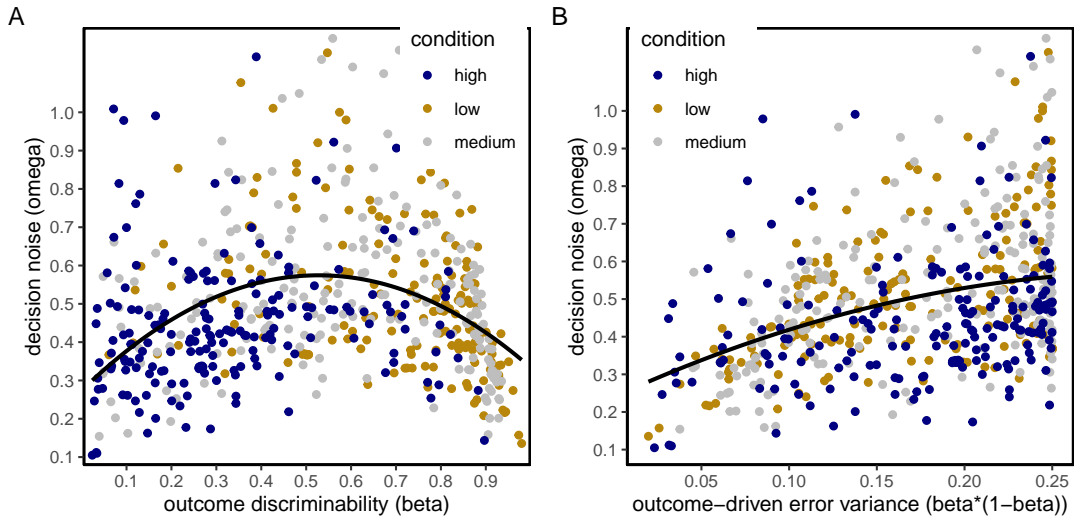 A
condition
high
low
medium
1.0
0.9
0.8
0.7
0.6
0.5
0.4
0.3
0.2
0.1
decision noise (omega)
0.1 0.2 0.3 0.4 0.5 0.6 0.7 0.8 0.9
outcome discriminability (beta)
B
condition
high
low
medium
1.0
0.9
0.8
0.7
0.6
0.5
0.4
0.3
0.2
0.1
decision noise (omega)
0.05 0.10 0.15 0.20 0.25
outcome−driven error variance (beta*(1−beta))